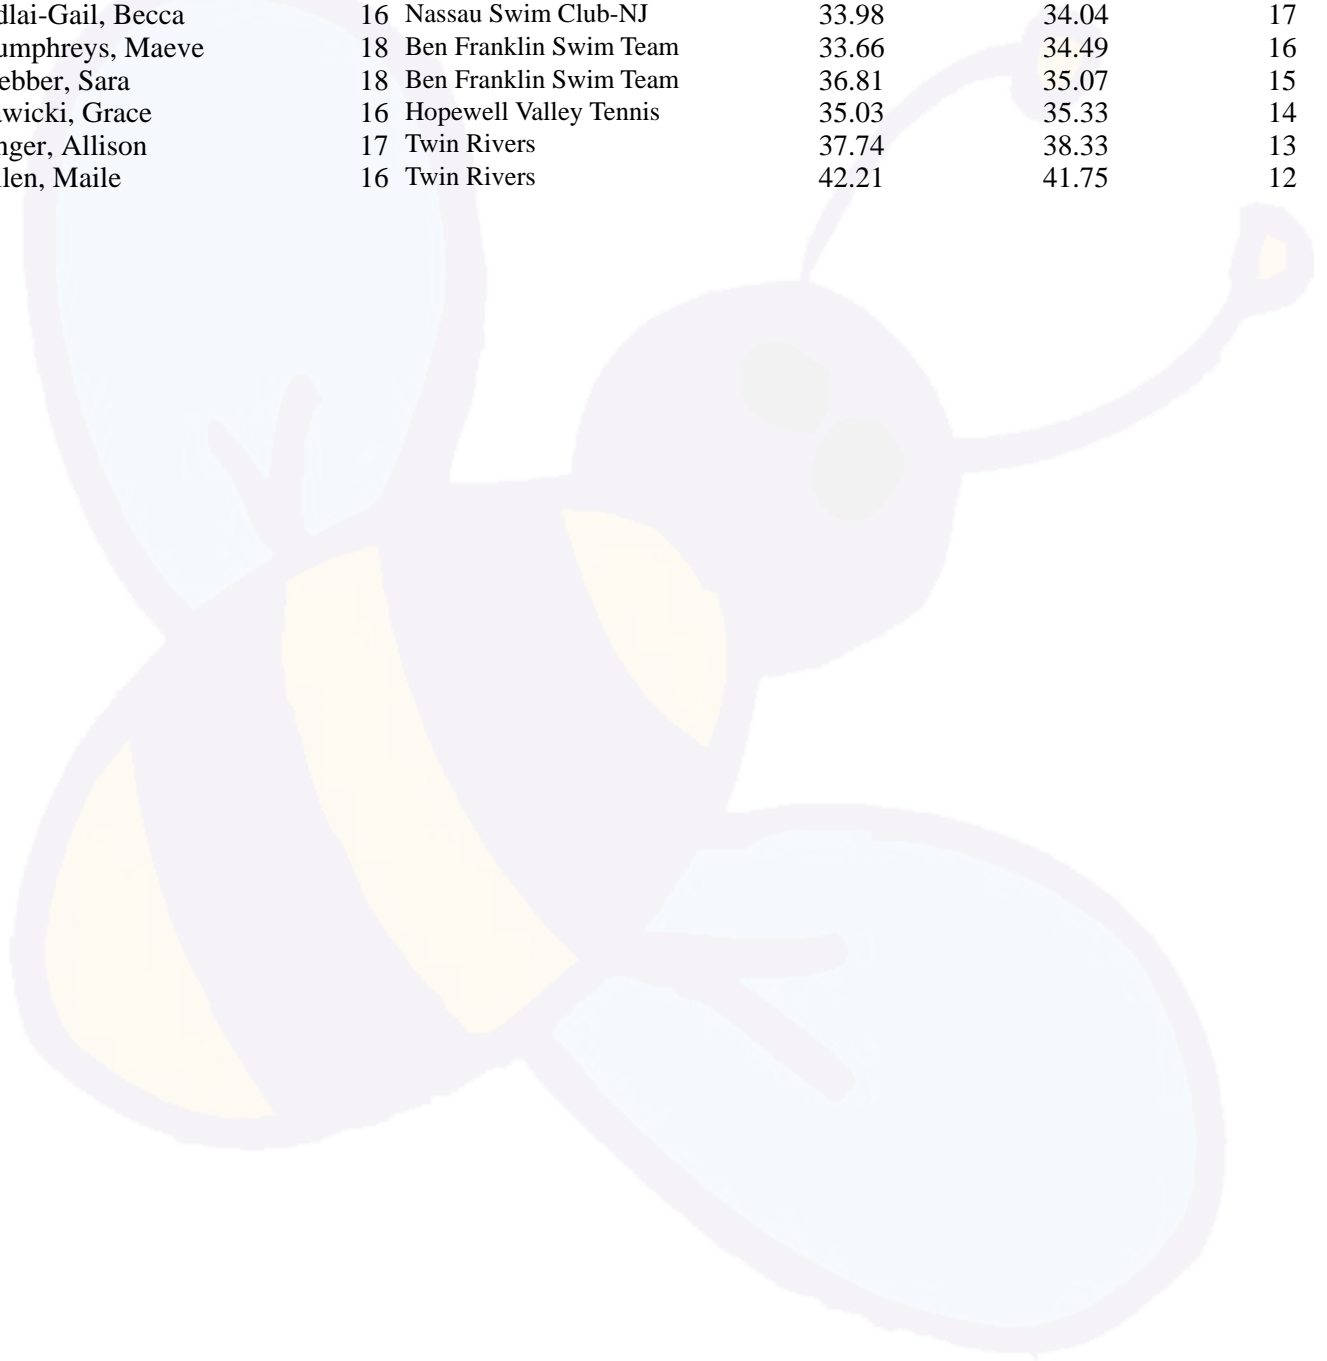 dlai-Gail, Becca 16 Nassau Swim Club-NJ 33.98 34.04 17
umphreys, Maeve 18 Ben Franklin Swim Team 33.66 34.49 16
ebber, Sara 18 Ben Franklin Swim Team 36.81 35.07 15
wicki, Grace 16 Hopewell Valley Tennis 35.03 35.33 14
nger, Allison 17 Twin Rivers 37.74 38.33 13
llen, Maile 16 Twin Rivers 42.21 41.75 12